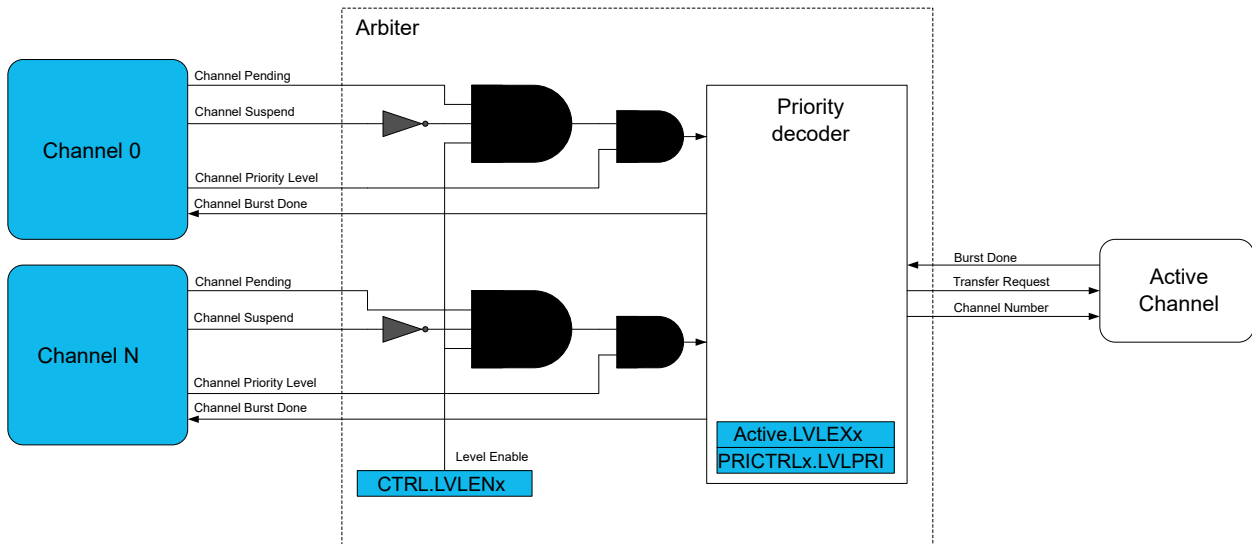 Arbiter
Channel Pending
Channel Suspend
Channel 0
Channel Priority Level
Channel Burst Done
Priority
decoder
Burst Done
Transfer Request
Channel Number
Active
Channel
Channel Pending
Channel Suspend
Channel N
Channel Priority Level
Channel Burst Done
Level Enable
CTRL.LVLENx
Active.LVLEXx
PRICTRLx.LVLPRI